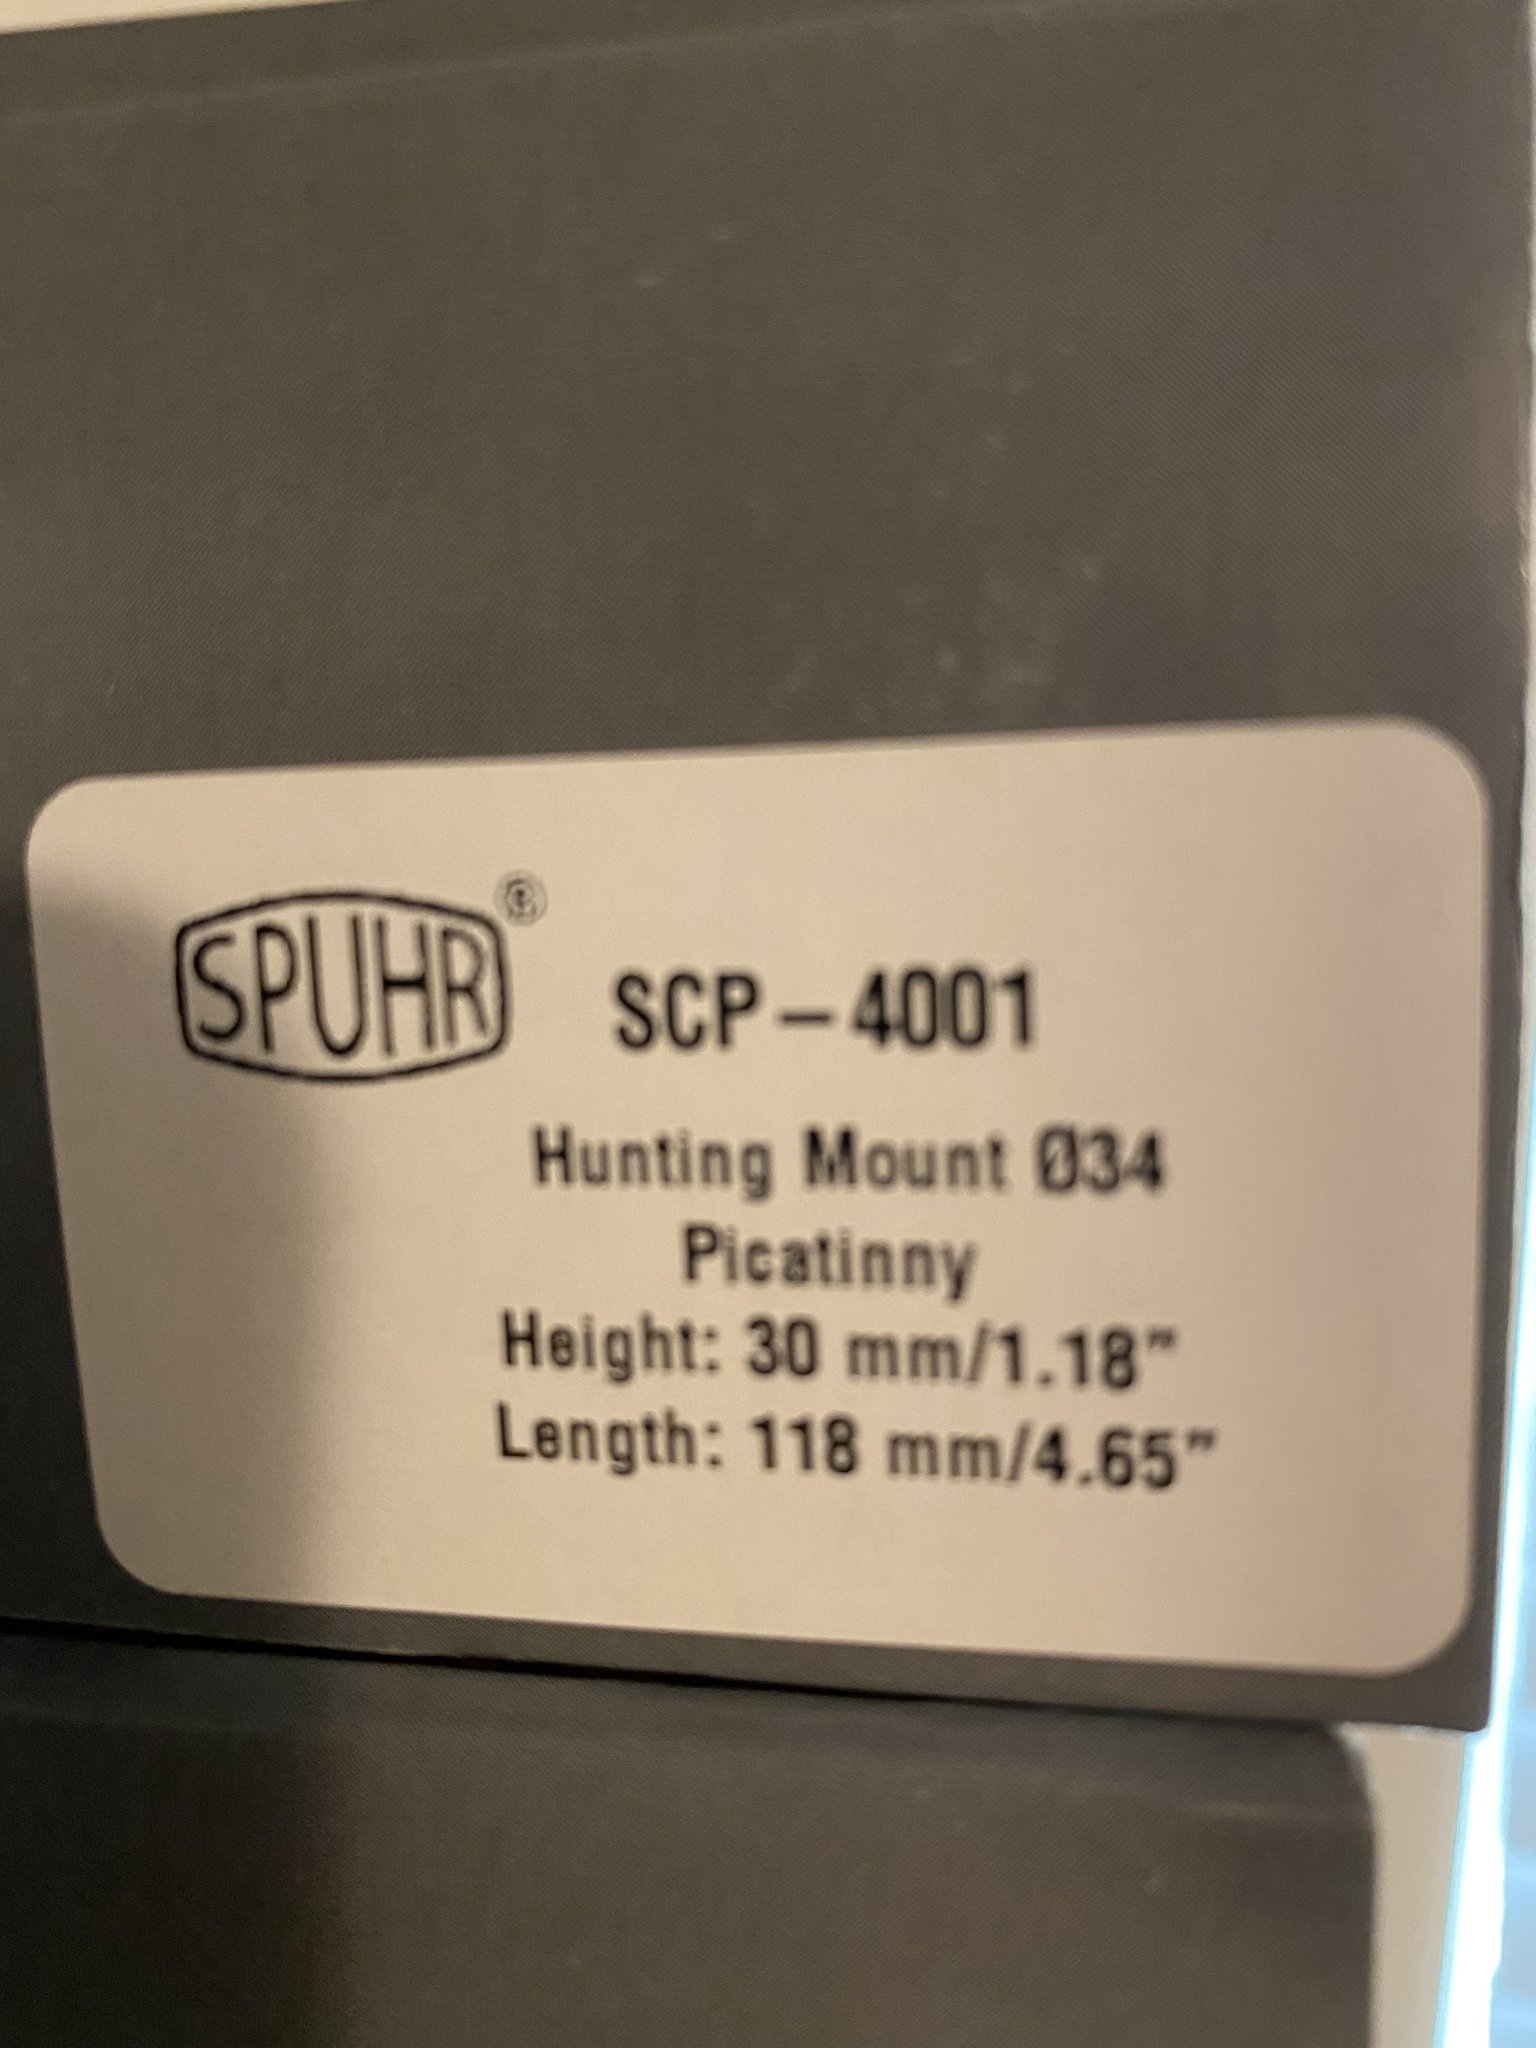 SPUHR® SCP-4001
Hunting Mount Ø34
Picatinny
Height: 30 mm/1.18"
Length: 118 mm/4.65"